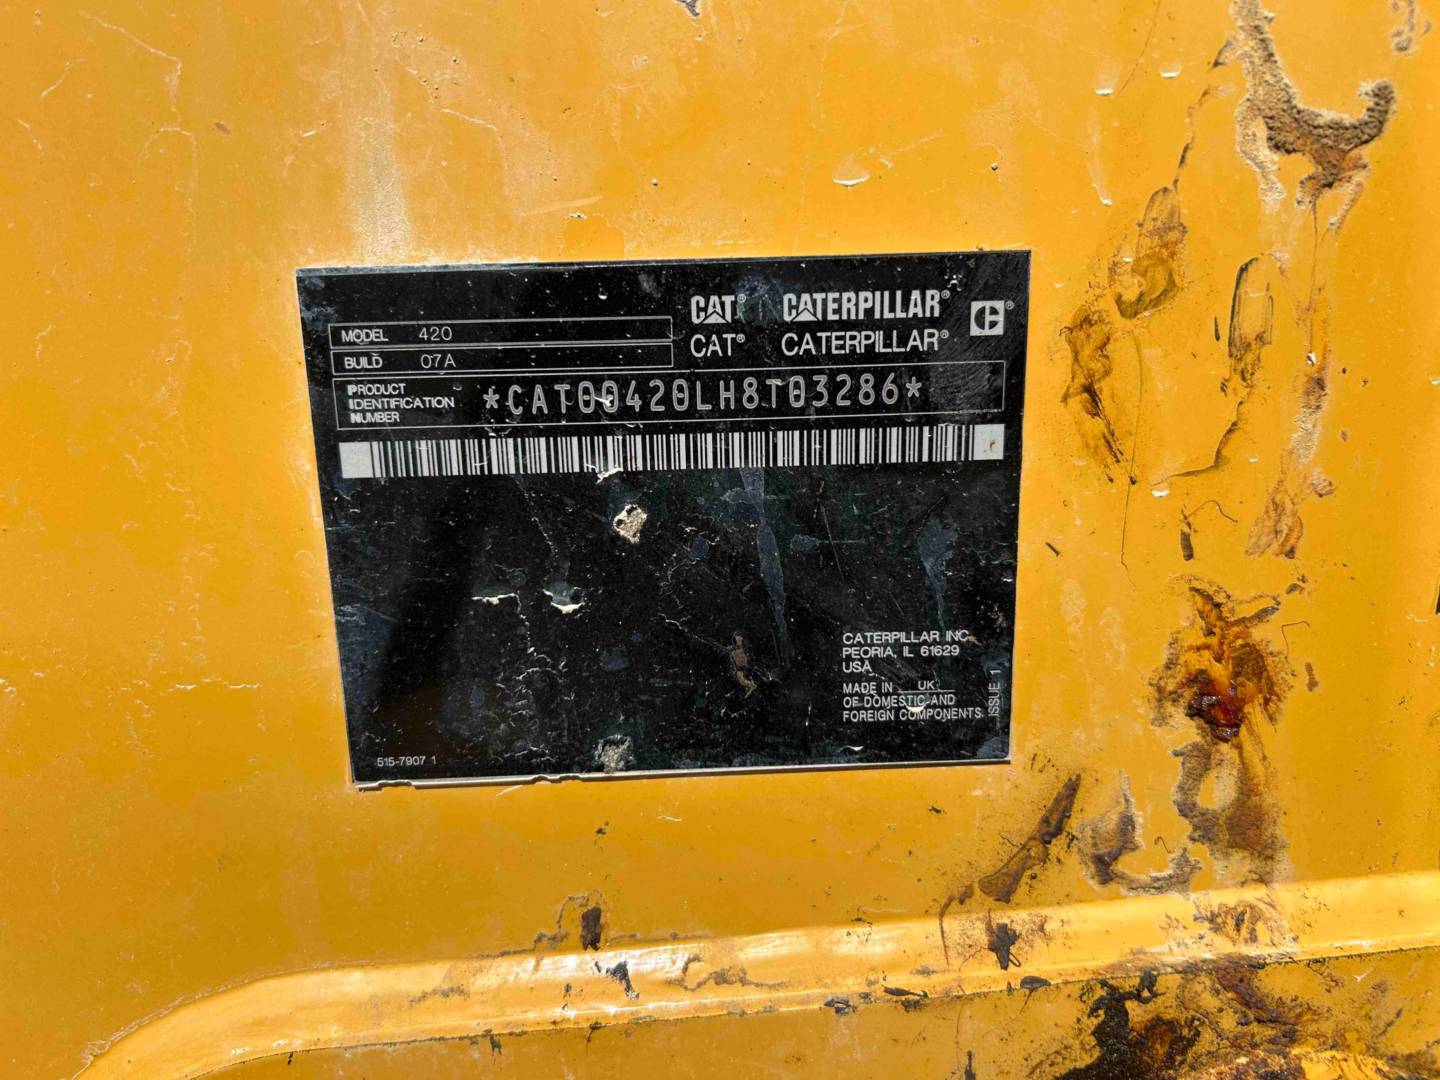 CAT® CATERPILLAR®
CAT® CATERPILLAR®
MODEL 420
BUILD 07A
PRODUCT
IDENTIFICATION
NUMBER
*CAT00420LH8T03286*
CATERPILLAR INC.
PEORIA, IL 61629
USA
MADE IN UK
OF DOMESTIC AND
FOREIGN COMPONENTS
ISSUE 1
515-7907 1